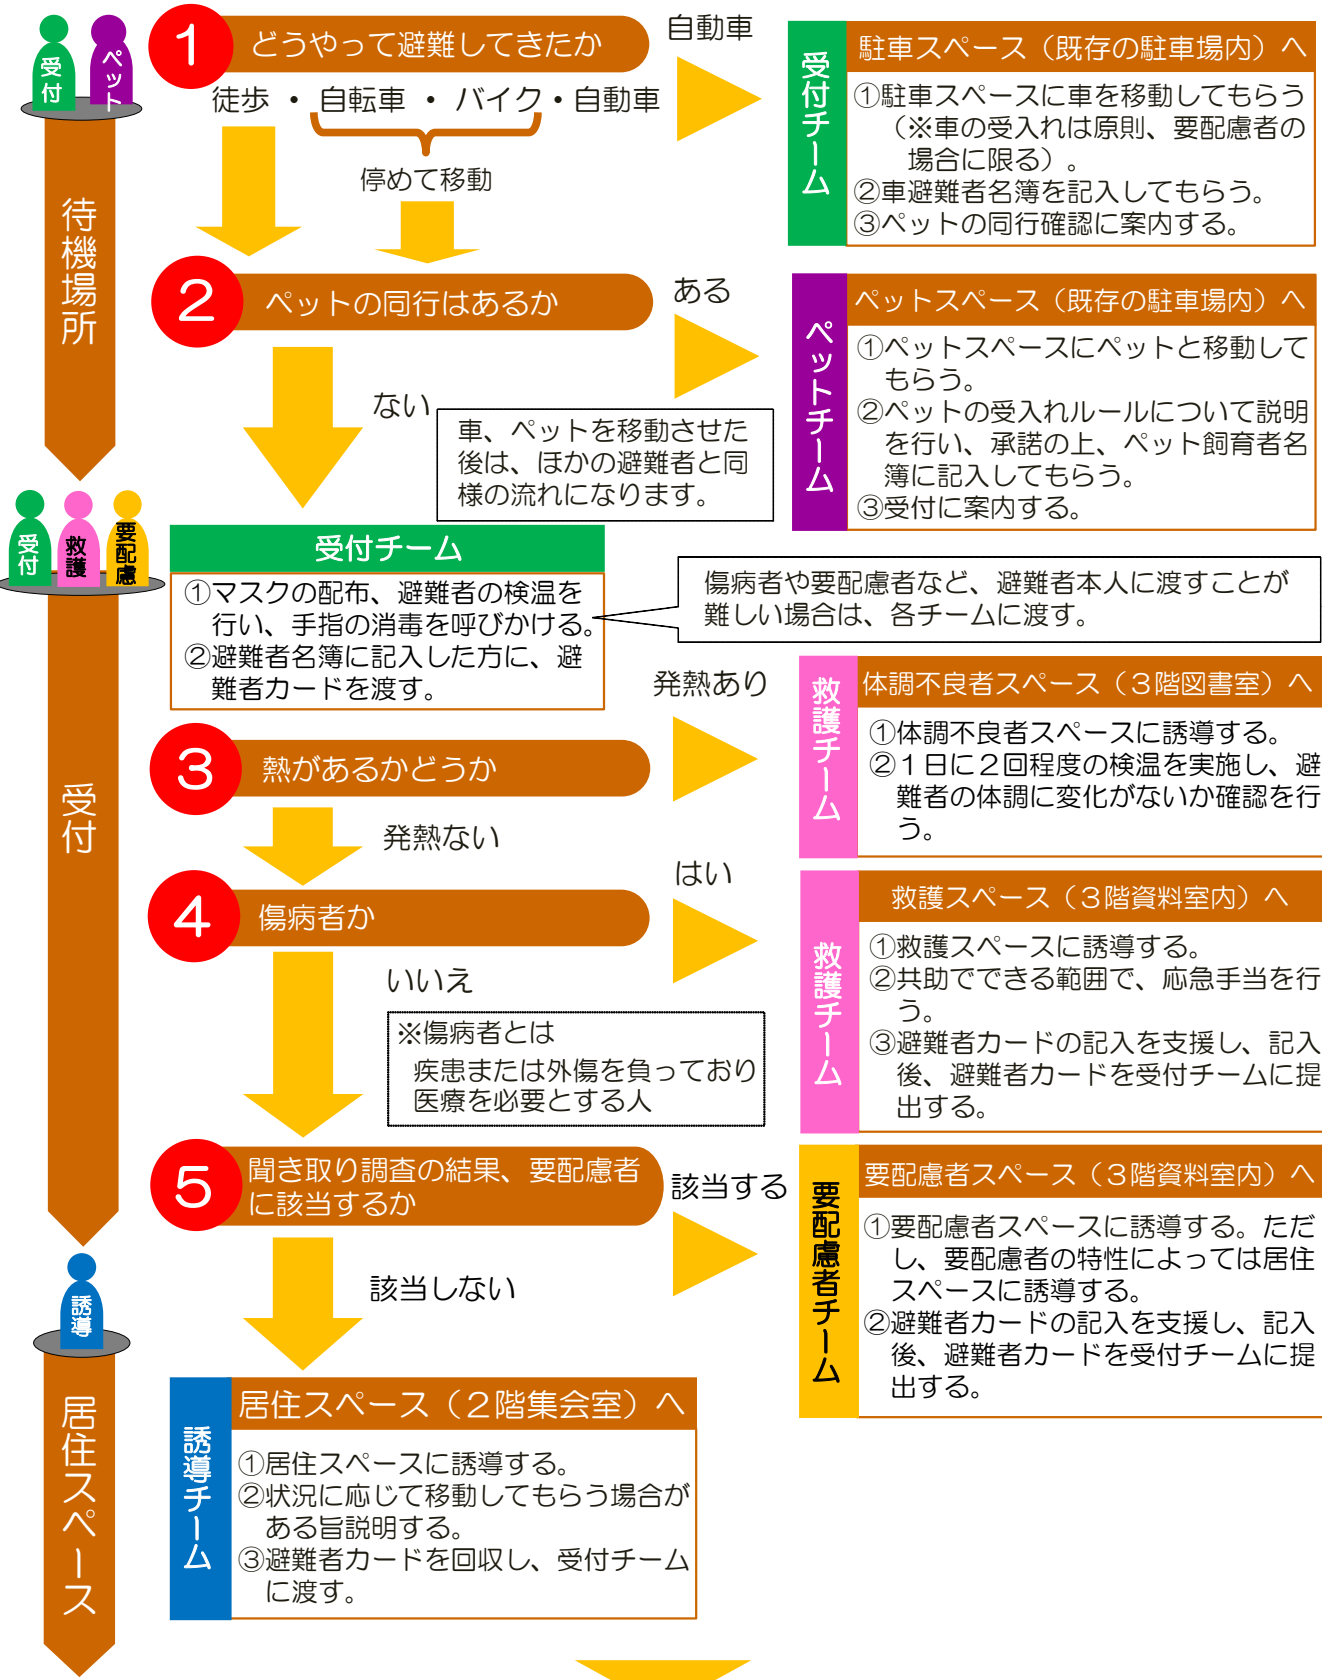 受付
ペット
待機場所
1
どうやって避難してきたか
自動車
徒歩 ・ 自転車 ・ バイク・自動車
停めて移動
受付チーム
駐車スペース（既存の駐車場内）へ
①駐車スペースに車を移動してもらう
（※車の受入れは原則、要配慮者の
場合に限る）。
②車避難者名簿を記入してもらう。
③ペットの同行確認に案内する。
2
ペットの同行はあるか
ある
ない
車、ペットを移動させた
後は、ほかの避難者と同
様の流れになります。
ペットチーム
ペットスペース（既存の駐車場内）へ
①ペットスペースにペットと移動して
もらう。
②ペットの受入れルールについて説明
を行い、承諾の上、ペット飼育者名
簿に記入してもらう。
③受付に案内する。
受付
救護
要配慮
受付
受付チーム
①マスクの配布、避難者の検温を
行い、手指の消毒を呼びかける。
②避難者名簿に記入した方に、避
難者カードを渡す。
傷病者や要配慮者など、避難者本人に渡すことが
難しい場合は、各チームに渡す。
3
熱があるかどうか
発熱あり
発熱ない
救護チーム
体調不良者スペース（３階図書室）へ
①体調不良者スペースに誘導する。
②１日に２回程度の検温を実施し、避
難者の体調に変化がないか確認を行
う。
4
傷病者か
はい
いいえ
※傷病者とは
疾患または外傷を負っており
医療を必要とする人
救護チーム
救護スペース（３階資料室内）へ
①救護スペースに誘導する。
②共助でできる範囲で、応急手当を行
う。
③避難者カードの記入を支援し、記入
後、避難者カードを受付チームに提
出する。
5
聞き取り調査の結果、要配慮者
に該当するか
該当する
該当しない
要配慮者チーム
要配慮者スペース（３階資料室内）へ
①要配慮者スペースに誘導する。ただ
し、要配慮者の特性によっては居住
スペースに誘導する。
②避難者カードの記入を支援し、記入
後、避難者カードを受付チームに提
出する。
誘導
居住スペース
誘導チーム
居住スペース（２階集会室）へ
①居住スペースに誘導する。
②状況に応じて移動してもらう場合が
ある旨説明する。
③避難者カードを回収し、受付チーム
に渡す。